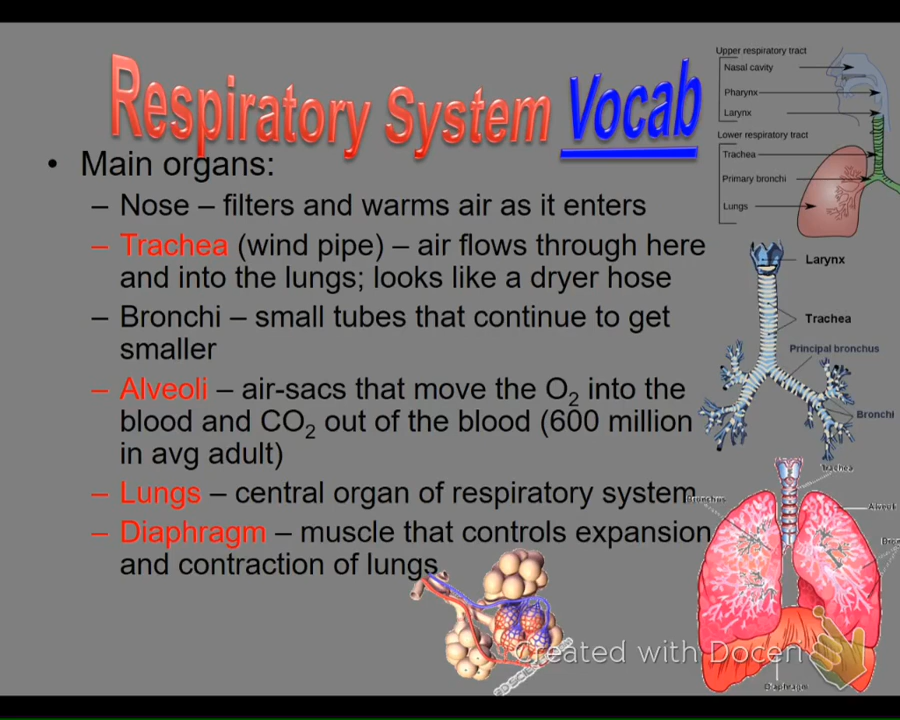 Respiratory System Vocab
• Main organs:
– Nose – filters and warms air as it enters
– Trachea (wind pipe) – air flows through here
and into the lungs; looks like a dryer hose
– Bronchi – small tubes that continue to get
smaller
– Alveoli – air-sacs that move the O₂ into the
blood and CO₂ out of the blood (600 million
in avg adult)
– Lungs – central organ of respiratory system
– Diaphragm – muscle that controls expansion
and contraction of lungs
Upper respiratory tract
Nasal cavity
Pharynx
Larynx
Lower respiratory tract
Trachea
Primary bronchi
Lungs
Larynx
Trachea
Principal bronchus
Bronchi
Trachea
Bronchus
Alveoli
Diaphragm
Created with Doceri